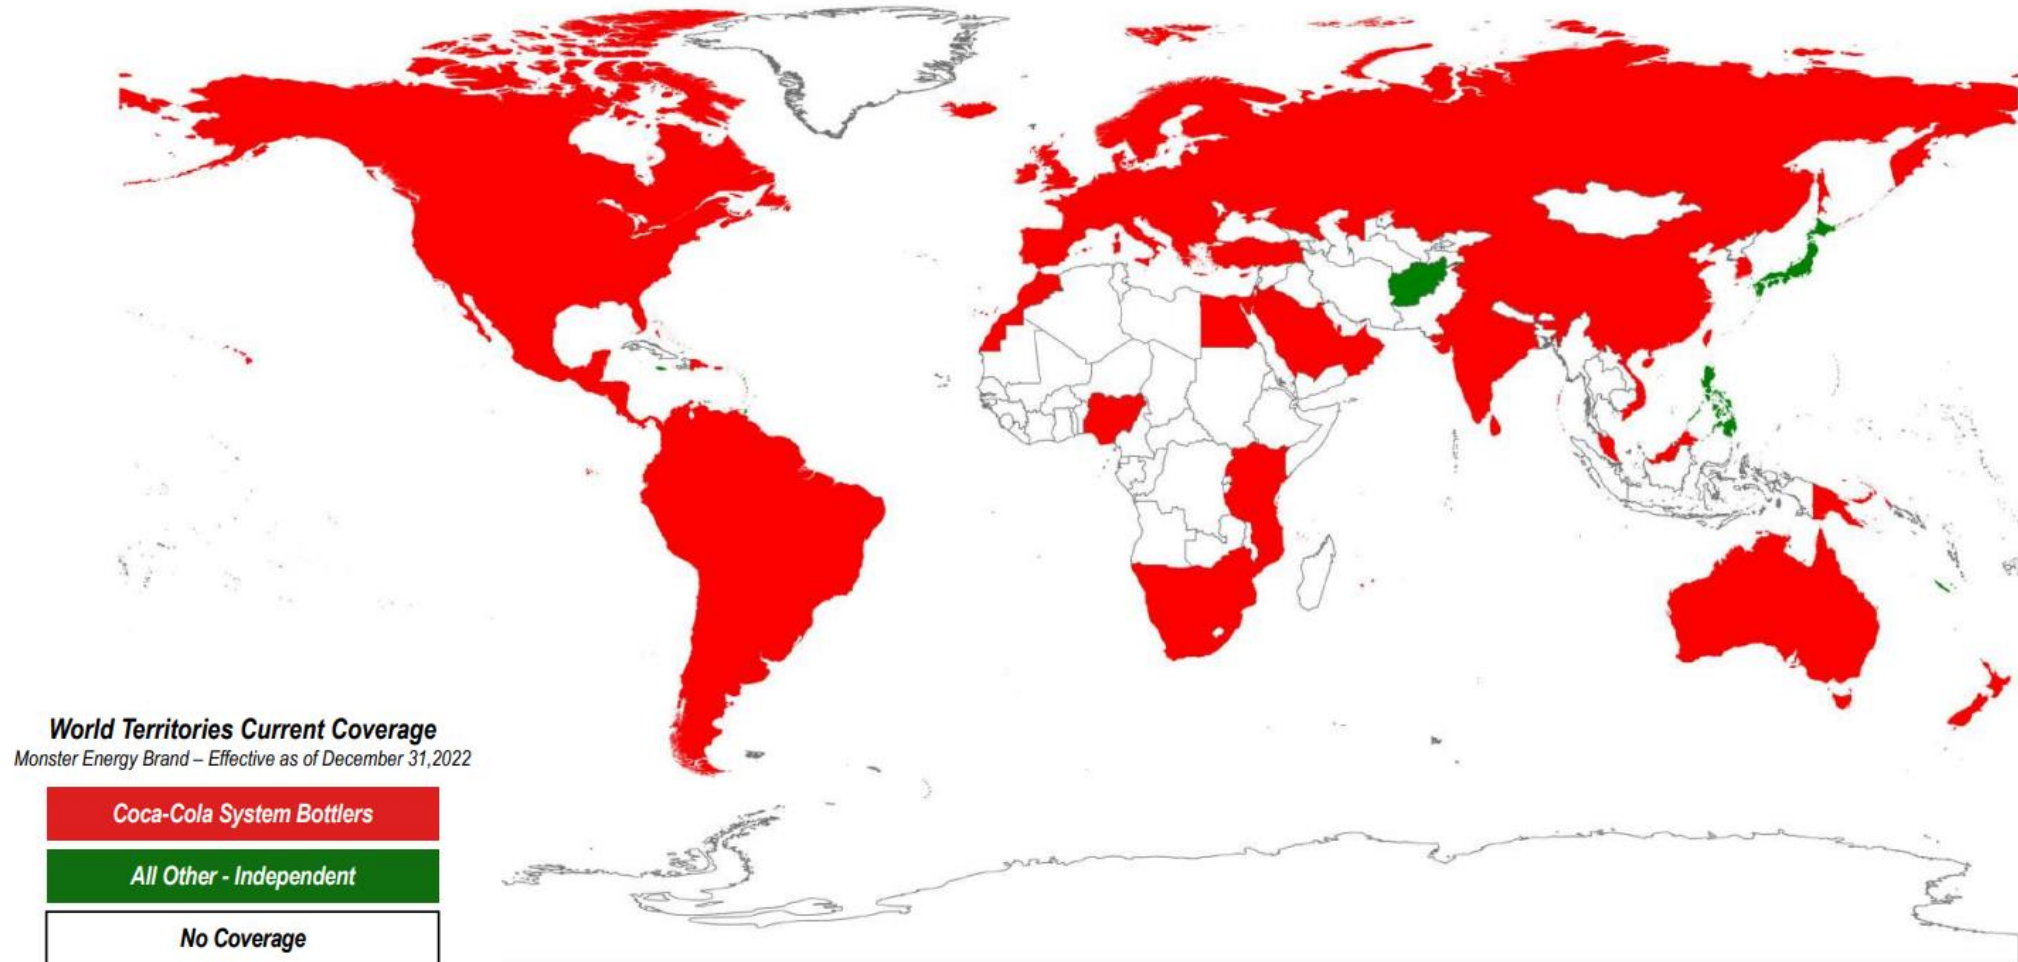 World Territories Current Coverage
Monster Energy Brand – Effective as of December 31,2022
Coca-Cola System Bottlers
All Other - Independent
No Coverage